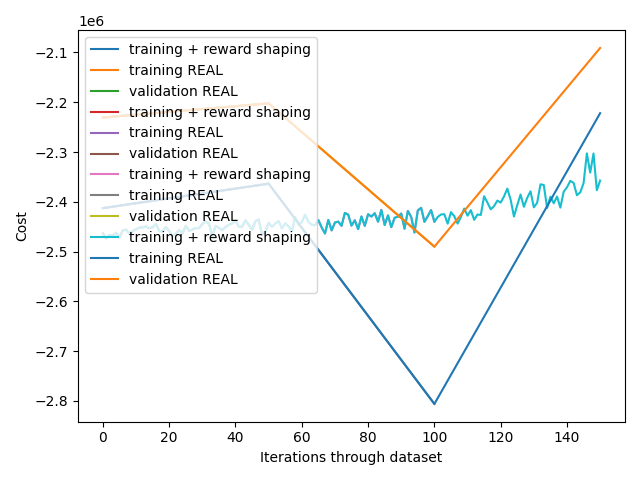 1e6
−2.1
−2.2
−2.3
−2.4
−2.5
−2.6
−2.7
−2.8
Cost
training + reward shaping
training REAL
validation REAL
training + reward shaping
training REAL
validation REAL
training + reward shaping
training REAL
validation REAL
training + reward shaping
training REAL
validation REAL
0 20 40 60 80 100 120 140
Iterations through dataset